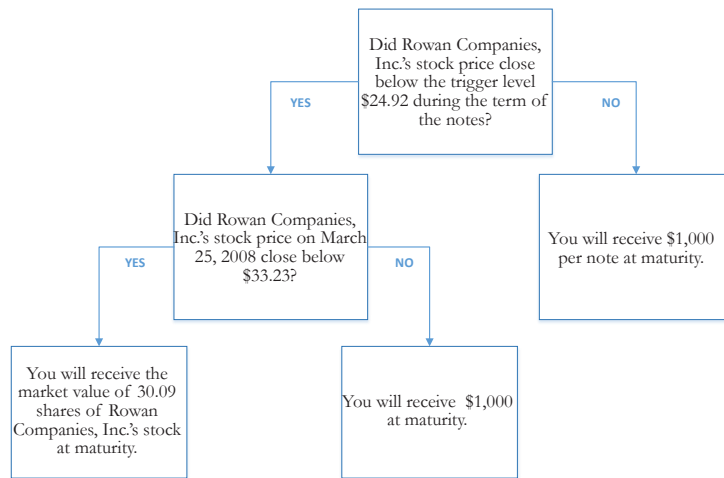 Did Rowan Companies,
Inc.'s stock price close
below the trigger level
$24.92 during the term of
the notes?
YES
NO
Did Rowan Companies,
Inc.'s stock price on March
25, 2008 close below
$33.23?
You will receive $1,000
per note at maturity.
YES
NO
You will receive the
market value of 30.09
shares of Rowan
Companies, Inc.'s stock
at maturity.
You will receive $1,000
at maturity.